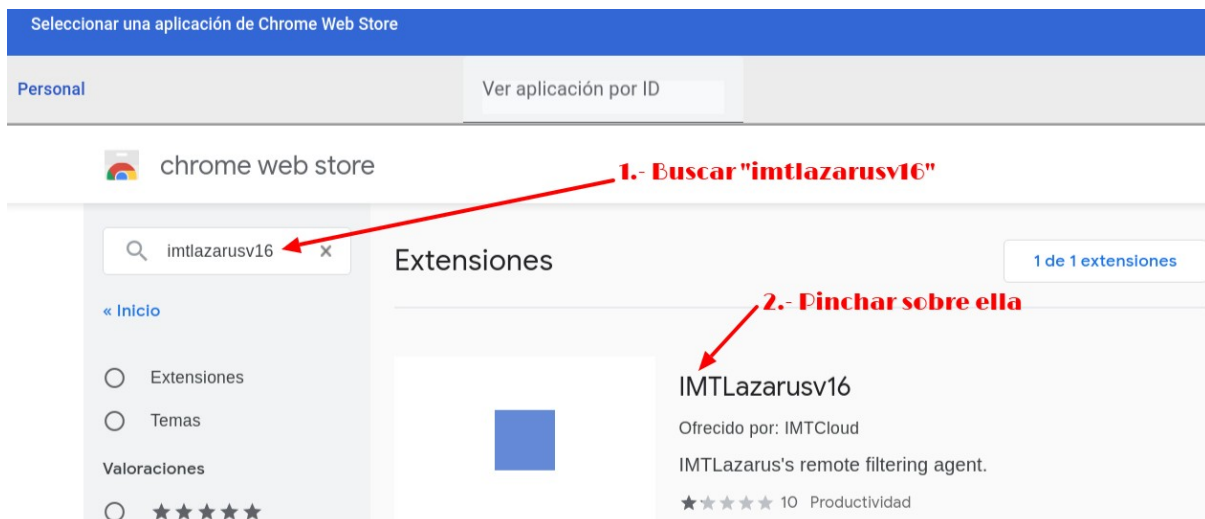 Seleccionar una aplicación de Chrome Web Store
Personal
Ver aplicación por ID
chrome web store
1.- Buscar "imtlazarusv16"
imtlazarusv16 ×
Extensiones
1 de 1 extensiones
« Inicio
2.- Pinchar sobre ella
Extensiones
Temas
Valoraciones
IMTLazarusv16
Ofrecido por: IMTCloud
IMTLazarus's remote filtering agent.
10 Productividad